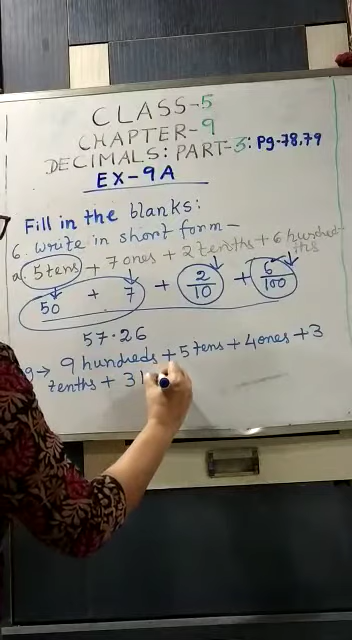 CLASS-5
CHAPTER-9
DECIMALS: PART-3: Pg-78,79
EX-9A
Fill in the blanks:
6. write in short form-
a. 5 tens + 7 ones + 2 tenths + 6 hundred-
ths
50 + 7 + 2/10 + 6/100
57.26
g→ 9 hundreds + 5 tens + 4 ones + 3
tenths + 3